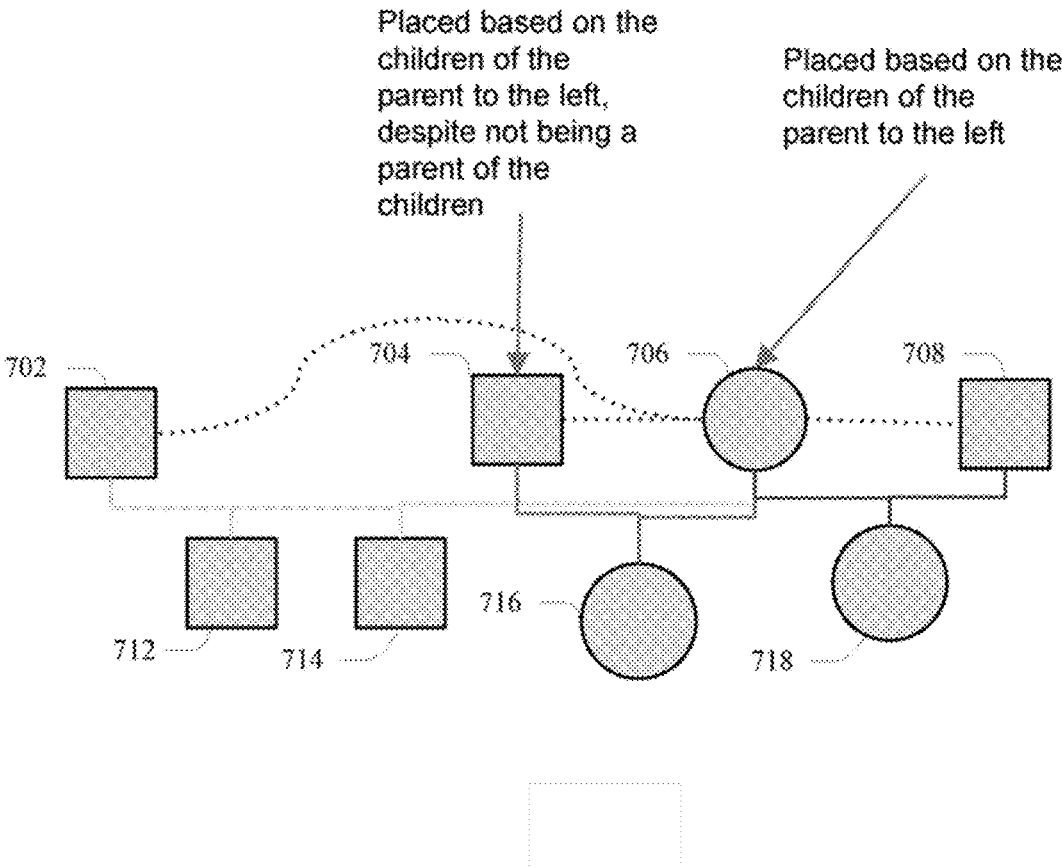 Placed based on the
children of the
parent to the left,
despite not being a
parent of the
children
Placed based on the
children of the
parent to the left
702
704
706
708
712
714
716
718